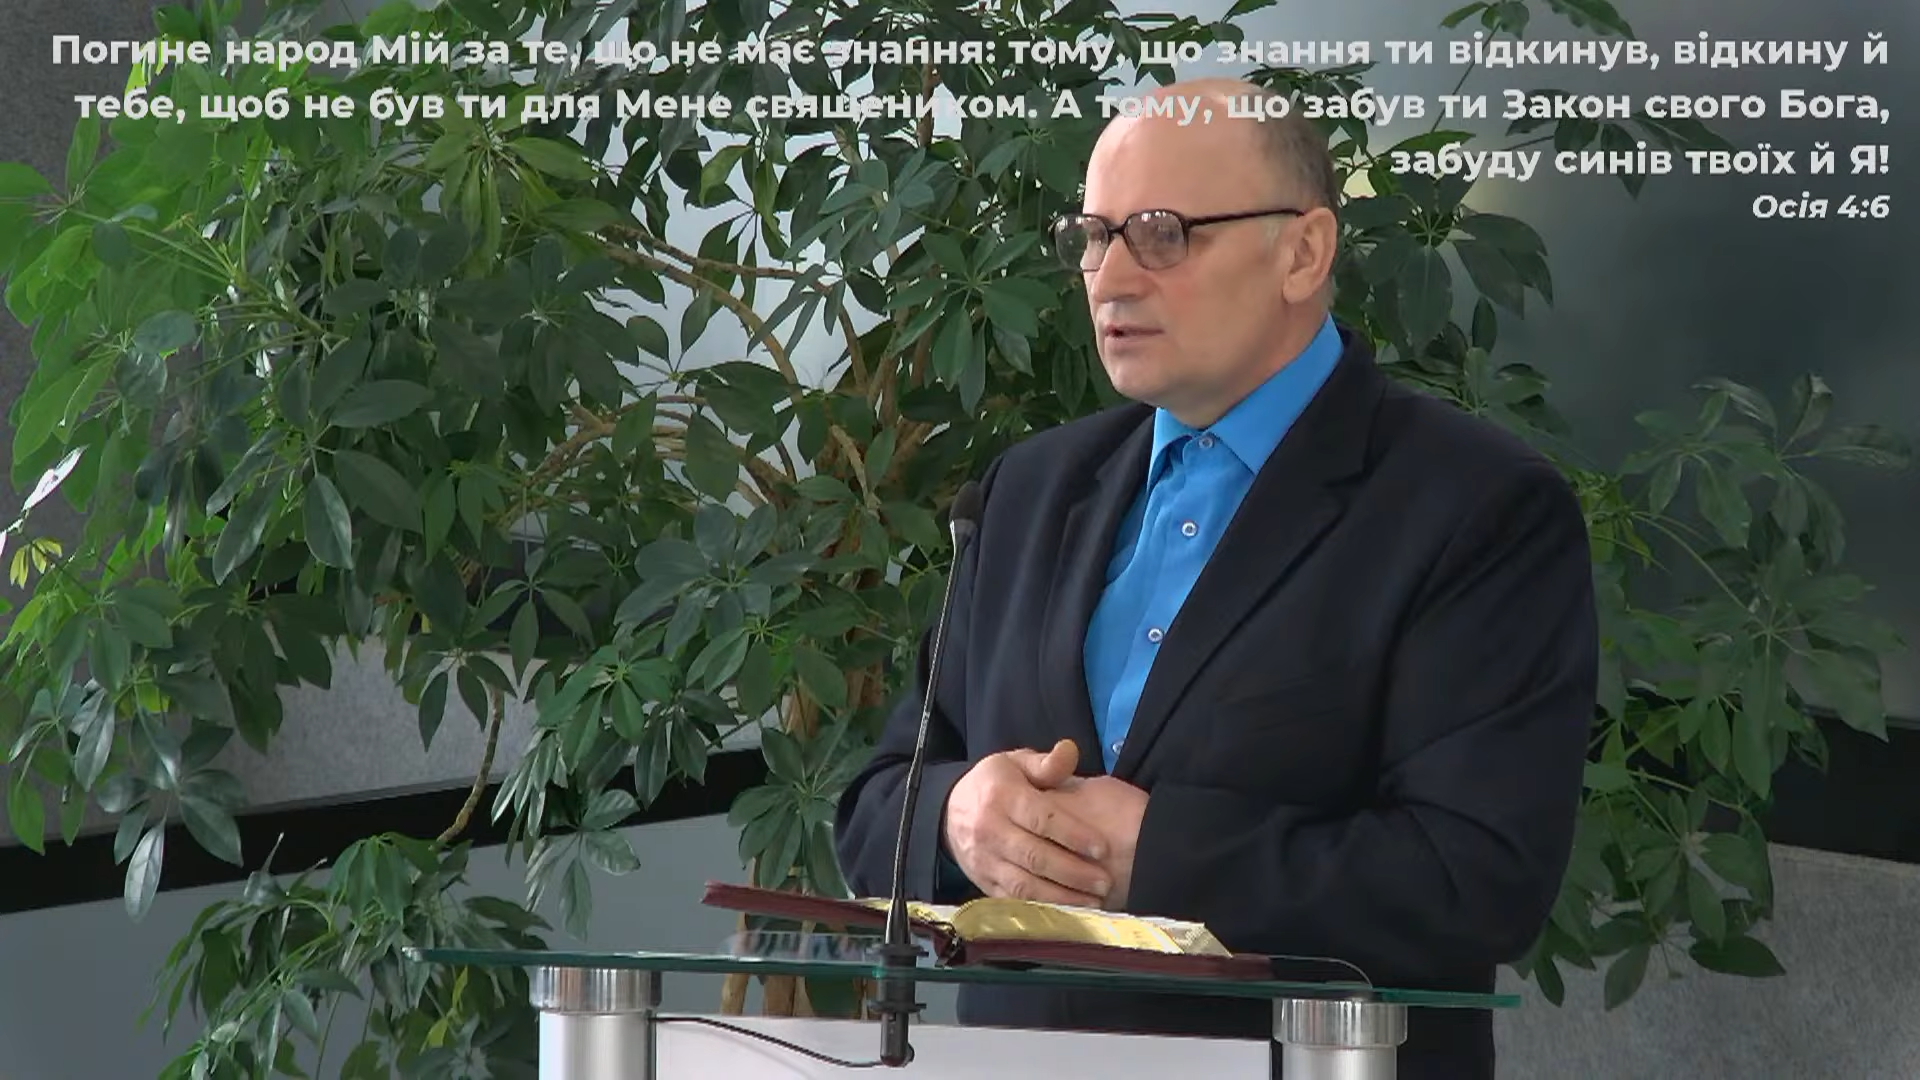 Погине народ Мій за те, що не має знання: тому, що знання ти відкинув, відкину й
тебе, щоб не був ти для Мене священиком. А тому, що забув ти Закон свого Бога,
забуду синів твоїх й Я!
Осія 4:6